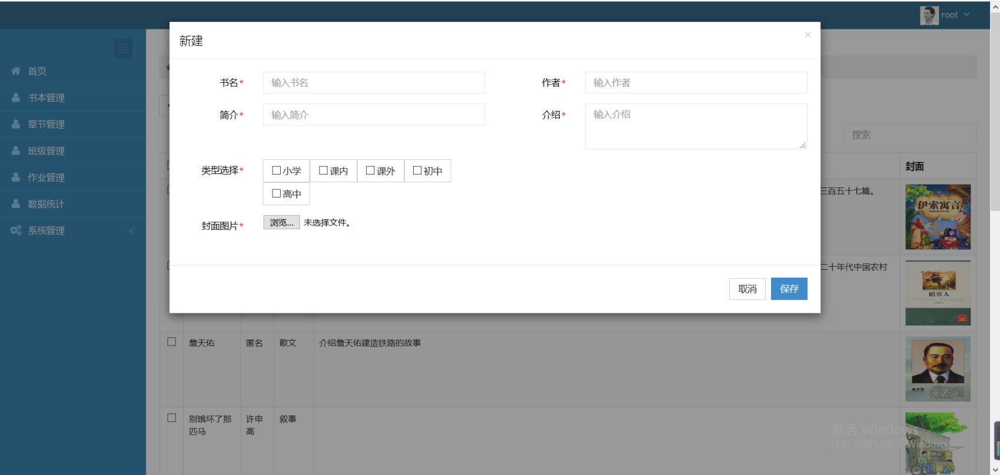 root
新建
×
首页
书本管理
章节管理
班级管理
作业管理
数据统计
系统管理
书名*
输入书名
作者*
输入作者
简介*
输入简介
介绍*
输入介绍
搜索
类型选择*
小学
课内
课外
初中
高中
封面图片*
浏览...
未选择文件。
取消
保存
封面
三百五十七篇。
伊索寓言
二十年代中国农村
稻草人
詹天佑
匿名
散文
介绍詹天佑建造铁路的故事
詹天佑
别饿坏了那
匹马
许申
高
叙事
激活 Windows
转到"设置"以激活 Windows。